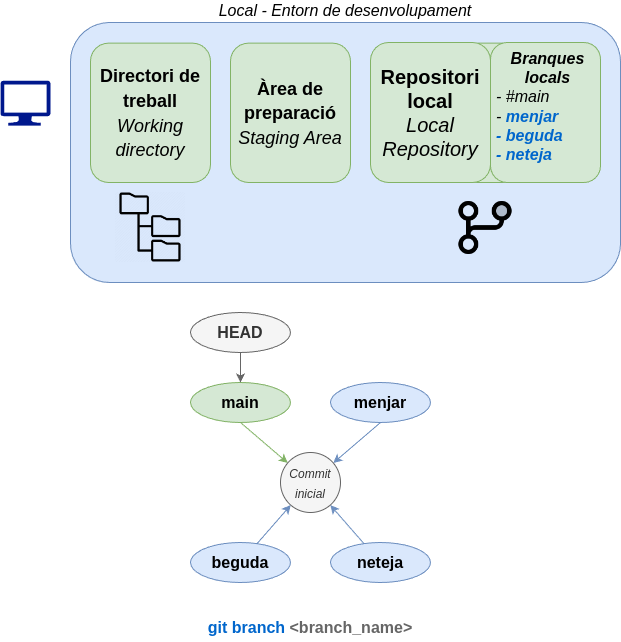 Local - Entorn de desenvolupament
Directori de
treball
Working
directory
Àrea de
preparació
Staging Area
Repositori
local
Local
Repository
Branques
locals
- #main
- menjar
- beguda
- neteja
HEAD
main
menjar
Commit
inicial
beguda
neteja
git branch <branch_name>